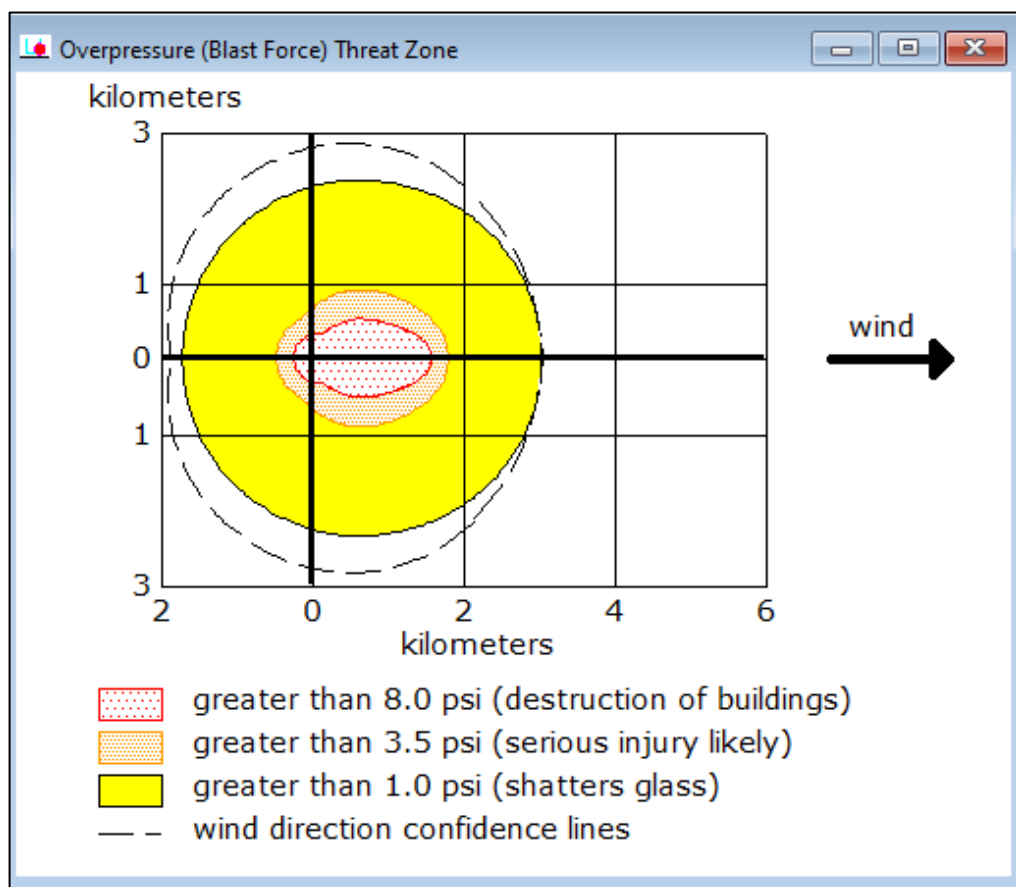 Overpressure (Blast Force) Threat Zone
kilometers
3
1
0
1
3
2 0 2 4 6
kilometers
wind
greater than 8.0 psi (destruction of buildings)
greater than 3.5 psi (serious injury likely)
greater than 1.0 psi (shatters glass)
wind direction confidence lines